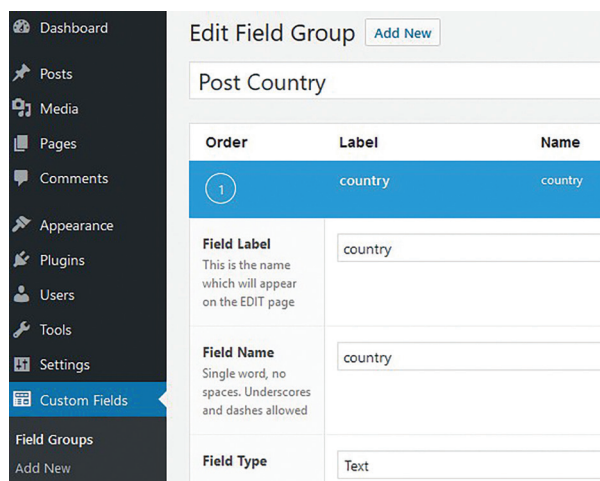 Dashboard
Posts
Media
Pages
Comments
Appearance
Plugins
Users
Tools
Settings
Custom Fields
Field Groups
Add New
Edit Field Group Add New
Post Country
Order Label Name
1 country country
Field Label
This is the name
which will appear
on the EDIT page
country
Field Name
Single word, no
spaces. Underscores
and dashes allowed
country
Field Type
Text